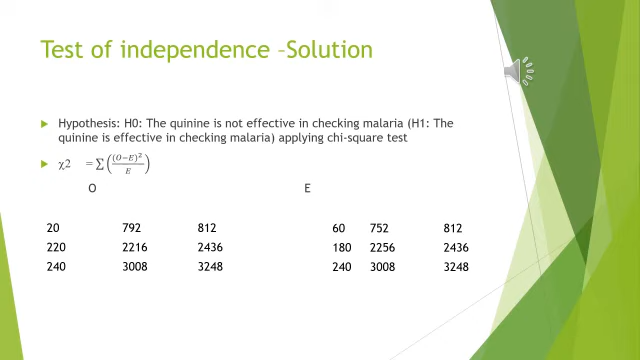 Test of independence –Solution
Hypothesis: H0: The quinine is not effective in checking malaria (H1: The
quinine is effective in checking malaria) applying chi-square test
χ2 = ∑ ((O−E)²/E)
O E
20 792 812 60 752 812
220 2216 2436 180 2256 2436
240 3008 3248 240 3008 3248